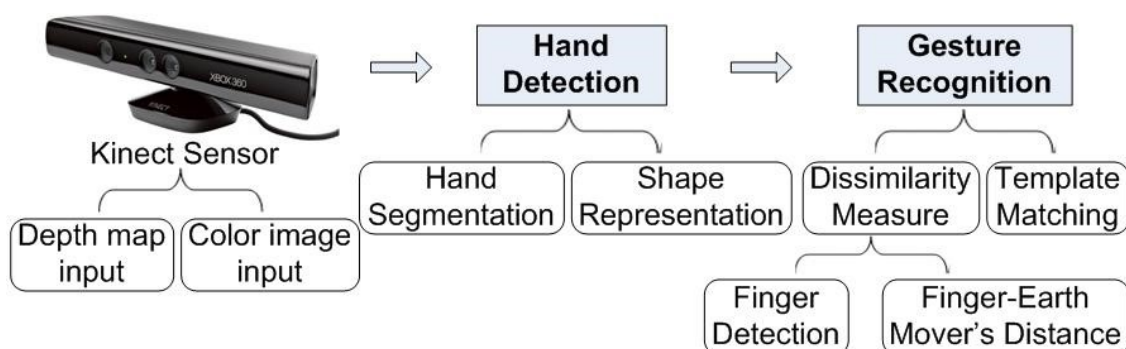 XBOX 360
KINECT
Kinect Sensor
Depth map
input
Color image
input
Hand
Detection
Hand
Segmentation
Shape
Representation
Gesture
Recognition
Dissimilarity
Measure
Template
Matching
Finger
Detection
Finger-Earth
Mover's Distance